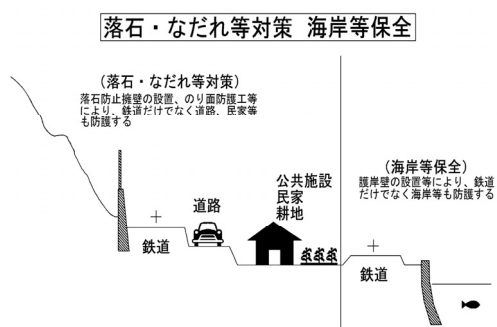 落石・なだれ等対策 海岸等保全
(落石・なだれ等対策)
落石防止擁壁の設置、のり面防護工等
により、鉄道だけでなく道路、民家等
も防護する
公共施設
民家
耕地
道路
鉄道
(海岸等保全)
護岸壁の設置等により、鉄道
だけでなく海岸等も防護する
鉄道